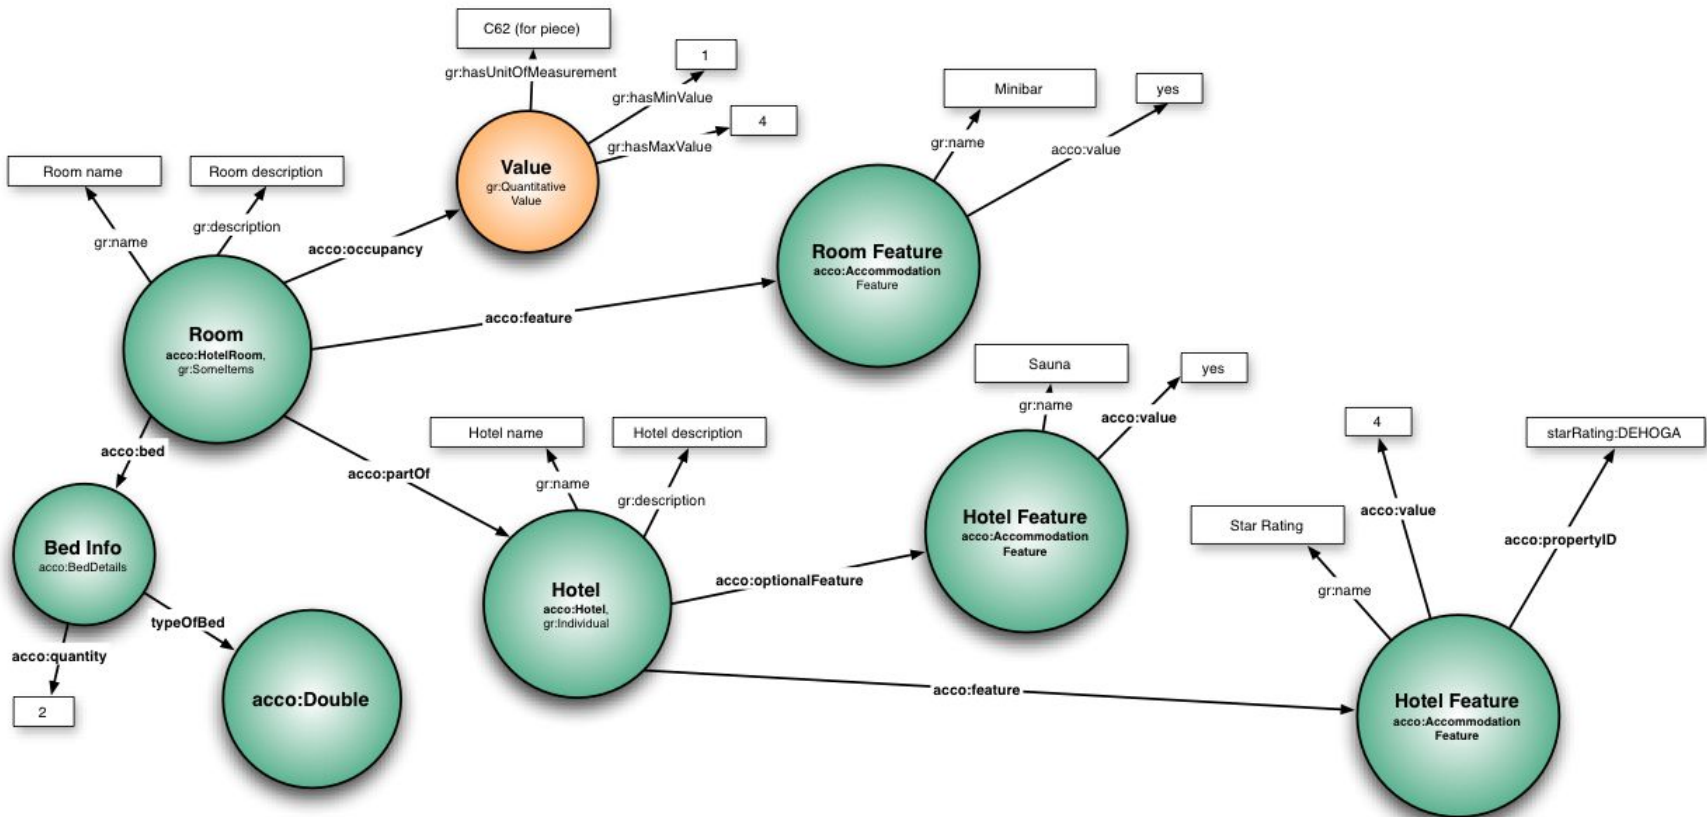 C62 (for piece)
gr:hasUnitOfMeasurement
1
gr:hasMinValue
4
gr:hasMaxValue
Value
gr:Quantitative
Value
Minibar
yes
gr:name
acco:value
Room name
Room description
gr:name
gr:description
acco:occupancy
Room Feature
acco:Accommodation
Feature
acco:feature
Room
acco:HotelRoom,
gr:SomeItems
Sauna
yes
gr:name
acco:value
Hotel name
Hotel description
gr:name
gr:description
4
starRating:DEHOGA
acco:bed
acco:partOf
Star Rating
acco:value
acco:propertyID
gr:name
Hotel Feature
acco:Accommodation
Feature
Bed Info
acco:BedDetails
Hotel
acco:Hotel,
gr:Individual
acco:optionalFeature
typeOfBed
acco:quantity
2
acco:Double
acco:feature
Hotel Feature
acco:Accommodation
Feature